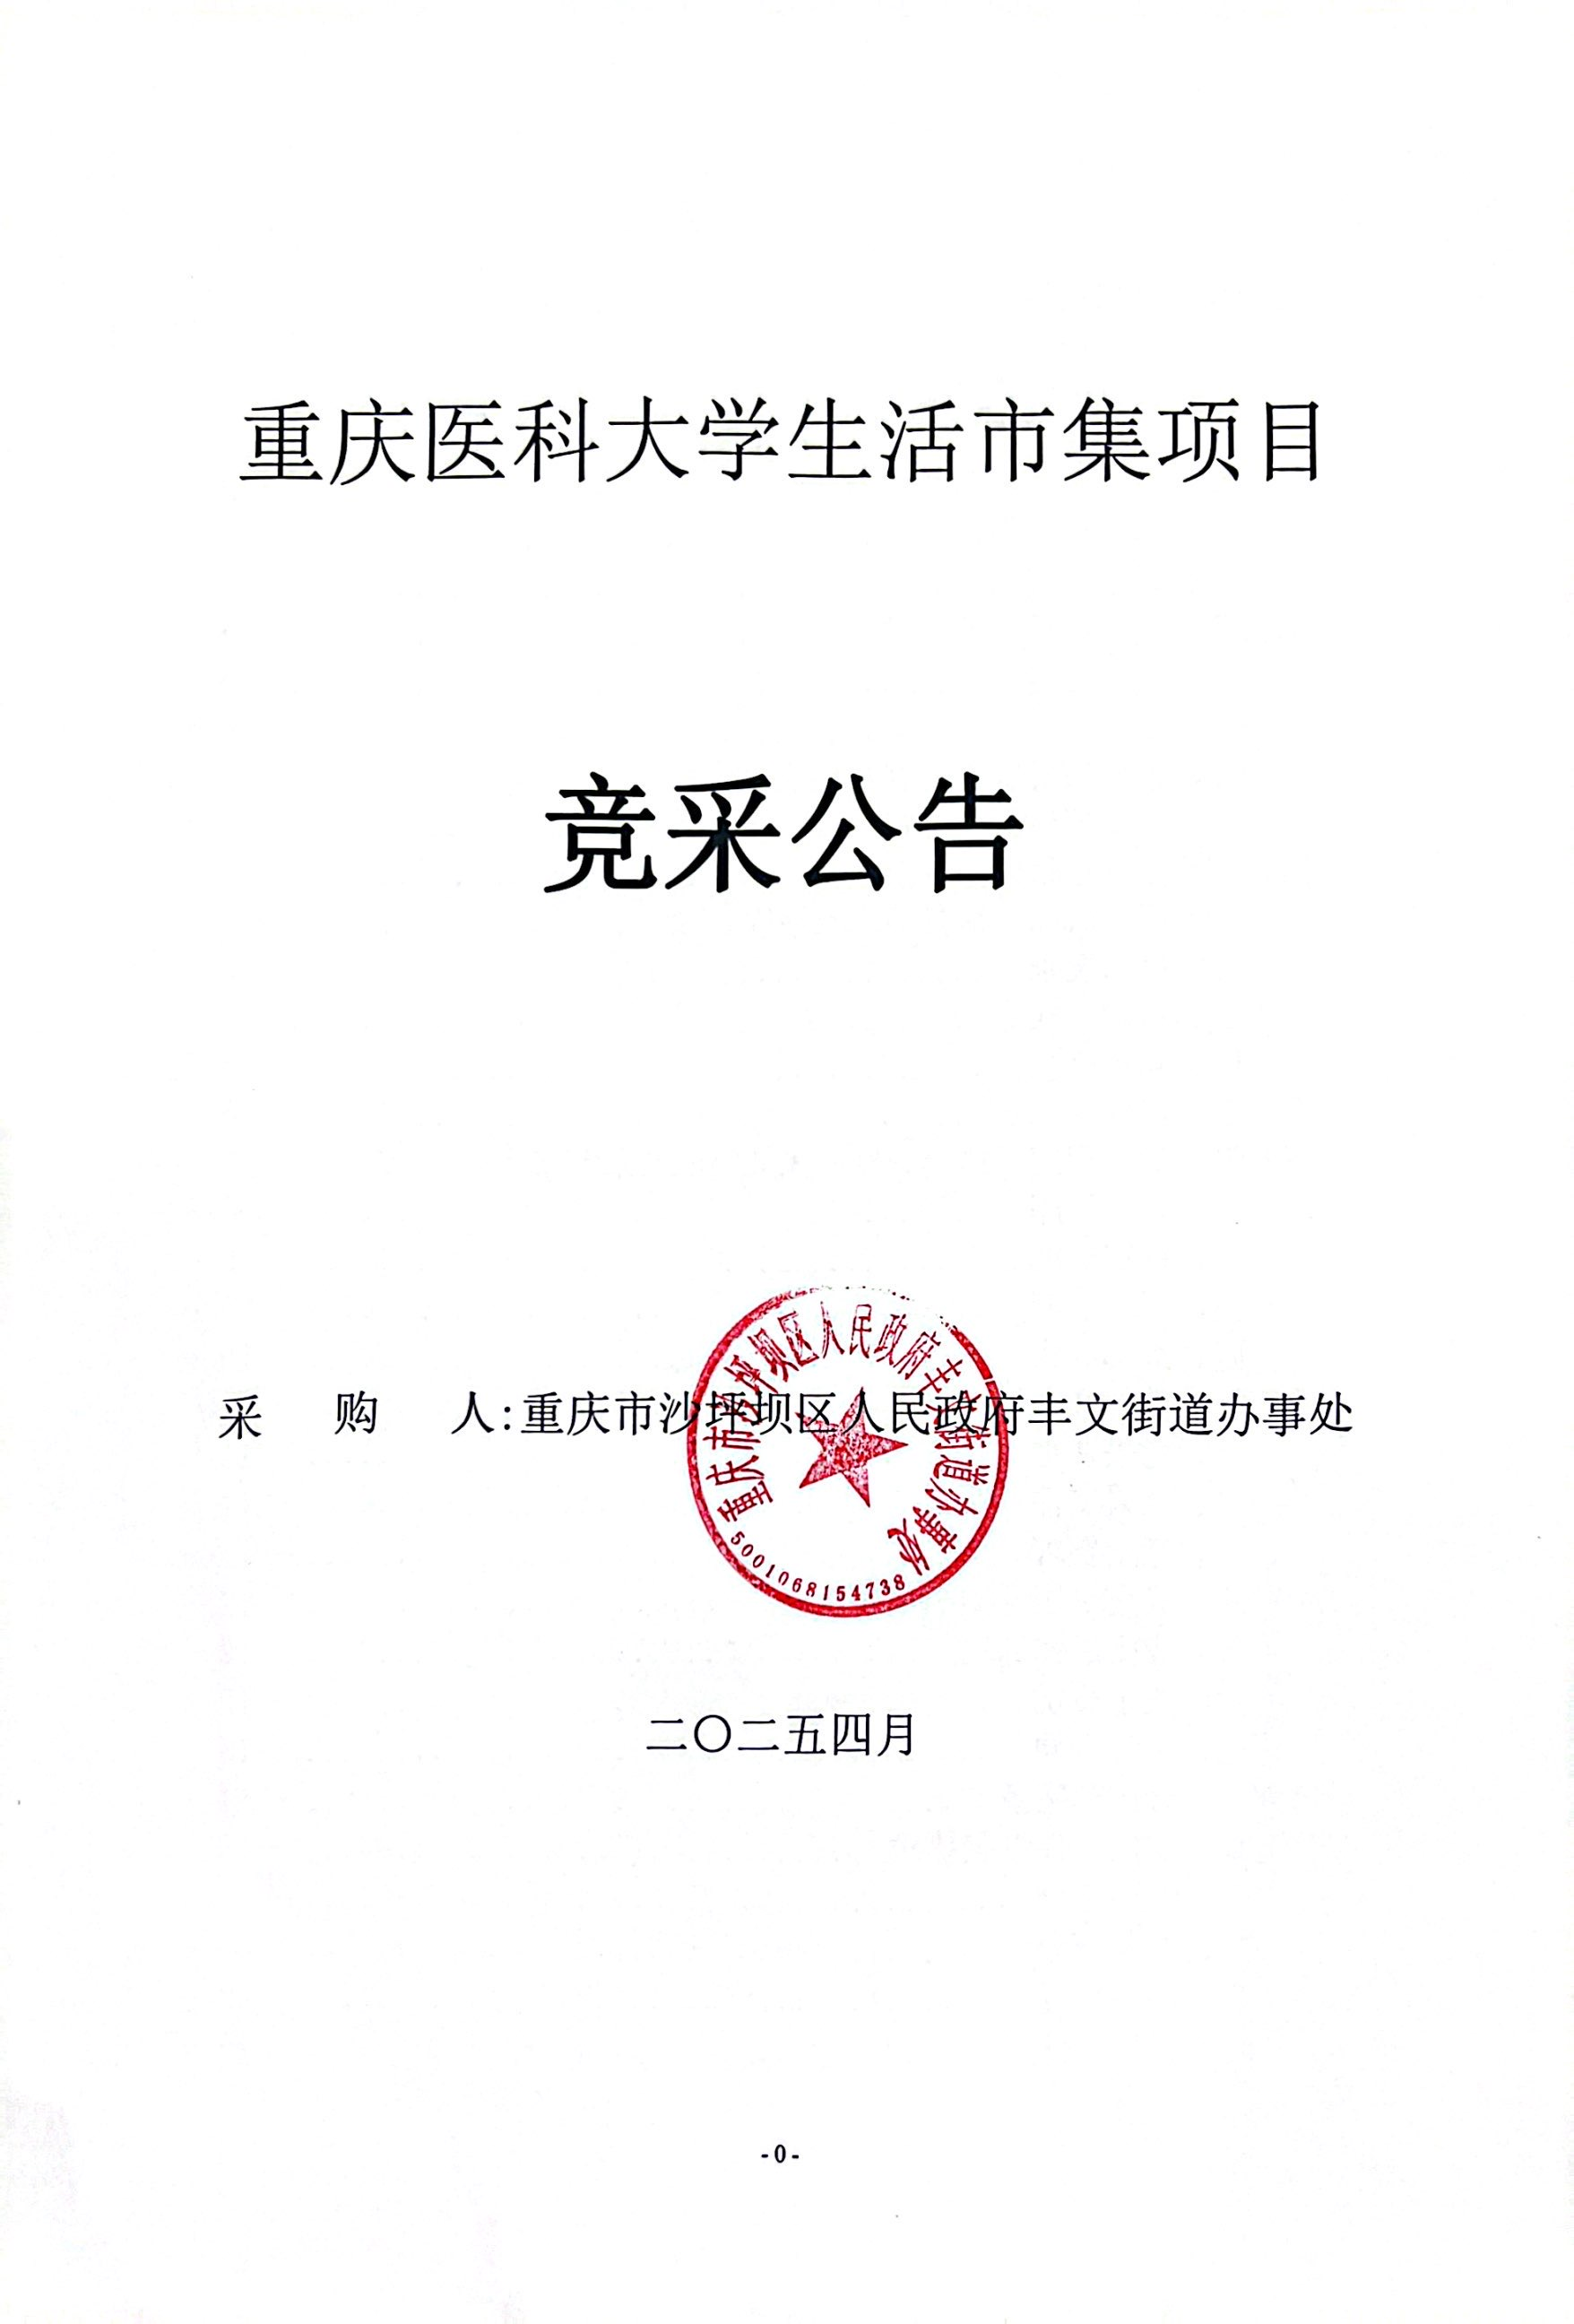 重庆医科大学生活市集项目
竞采公告
采 购 人:重庆市沙坪坝区人民政府丰文街道办事处
重庆市沙坪坝区人民政府丰文街道办事处
5001068154738
二〇二五四月
-0-